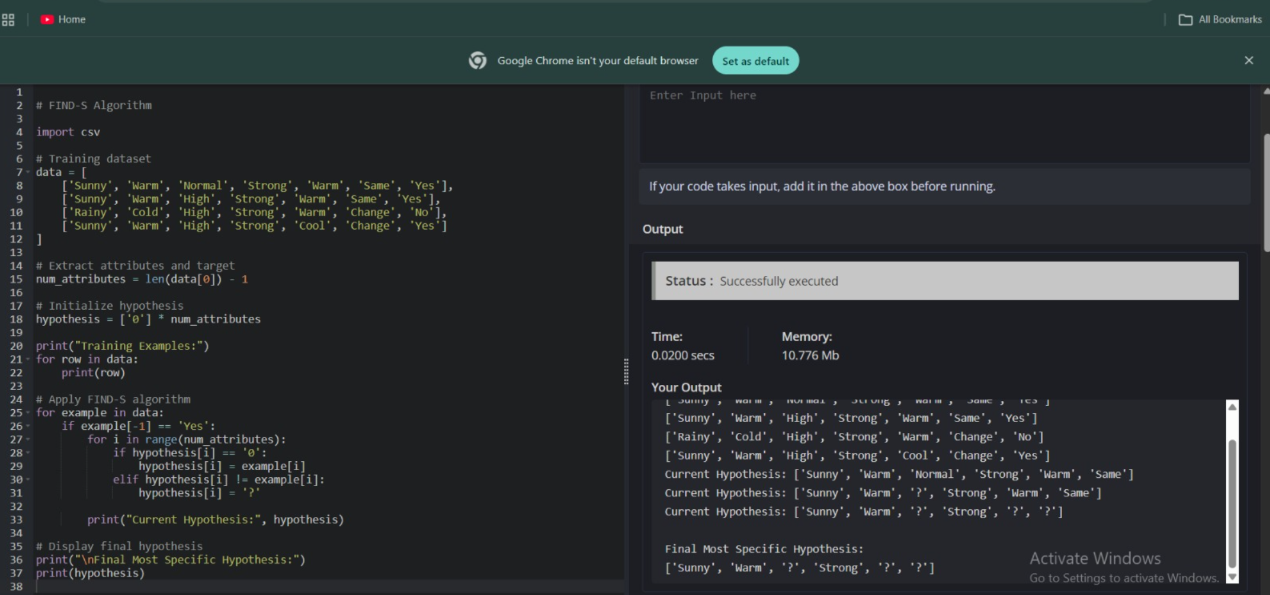 Home
All Bookmarks
Google Chrome isn't your default browser
Set as default
1
2 # FIND-S Algorithm
3
4 import csv
5
6 # Training dataset
7 data = [
8     ['Sunny', 'Warm', 'Normal', 'Strong', 'Warm', 'Same', 'Yes'],
9     ['Sunny', 'Warm', 'High', 'Strong', 'Warm', 'Same', 'Yes'],
10     ['Rainy', 'Cold', 'High', 'Strong', 'Warm', 'Change', 'No'],
11     ['Sunny', 'Warm', 'High', 'Strong', 'Cool', 'Change', 'Yes']
12 ]
13
14 # Extract attributes and target
15 num_attributes = len(data[0]) - 1
16
17 # Initialize hypothesis
18 hypothesis = ['0'] * num_attributes
19
20 print("Training Examples:")
21 for row in data:
22     print(row)
23
24 # Apply FIND-S algorithm
25 for example in data:
26     if example[-1] == 'Yes':
27         for i in range(num_attributes):
28             if hypothesis[i] == '0':
29                 hypothesis[i] = example[i]
30             elif hypothesis[i] != example[i]:
31                 hypothesis[i] = '?'
32
33         print("Current Hypothesis:", hypothesis)
34
35 # Display final hypothesis
36 print("\nFinal Most Specific Hypothesis:")
37 print(hypothesis)
38
Enter Input here
If your code takes input, add it in the above box before running.
Output
Status : Successfully executed
Time: Memory:
0.0200 secs 10.776 Mb
Your Output
['Sunny', 'Warm', 'Normal', 'Strong', 'Warm', 'Same', 'Yes']
['Sunny', 'Warm', 'High', 'Strong', 'Warm', 'Same', 'Yes']
['Rainy', 'Cold', 'High', 'Strong', 'Warm', 'Change', 'No']
['Sunny', 'Warm', 'High', 'Strong', 'Cool', 'Change', 'Yes']
Current Hypothesis: ['Sunny', 'Warm', 'Normal', 'Strong', 'Warm', 'Same']
Current Hypothesis: ['Sunny', 'Warm', '?', 'Strong', 'Warm', 'Same']
Current Hypothesis: ['Sunny', 'Warm', '?', 'Strong', '?', '?']
Final Most Specific Hypothesis:
['Sunny', 'Warm', '?', 'Strong', '?', '?']
Activate Windows
Go to Settings to activate Windows.